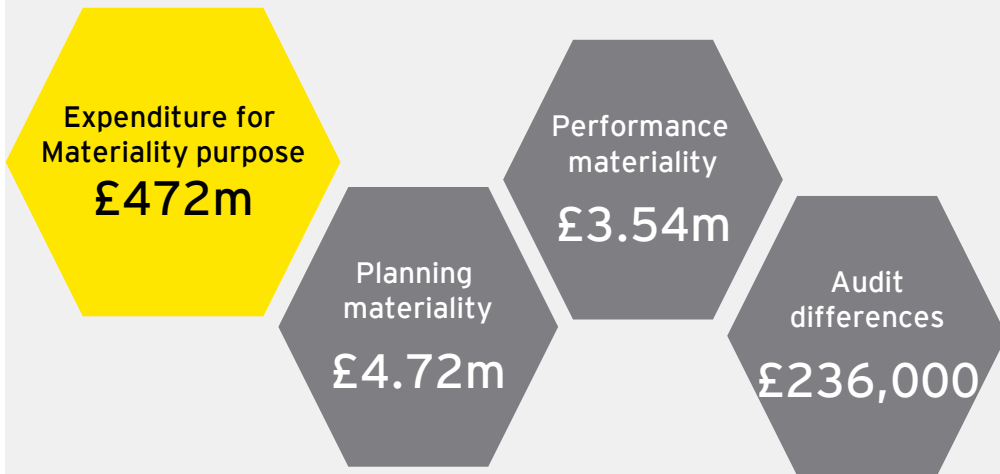 Expenditure for
Materiality purpose
£472m
Planning
materiality
£4.72m
Performance
materiality
£3.54m
Audit
differences
£236,000